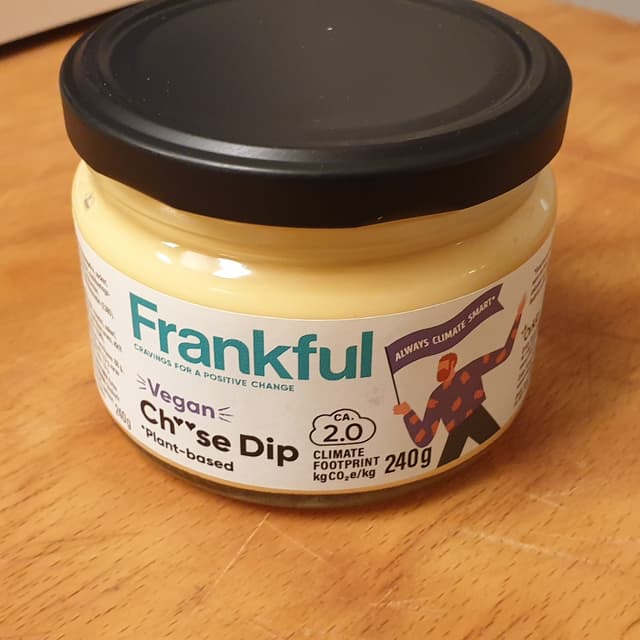 Frankful
CRAVINGS FOR A POSITIVE CHANGE
Vegan
Ch♥♥se Dip
*Plant-based
CA.
2.0
CLIMATE
FOOTPRINT
kgCO₂e/kg
240g
ALWAYS CLIMATE SMART*
240g